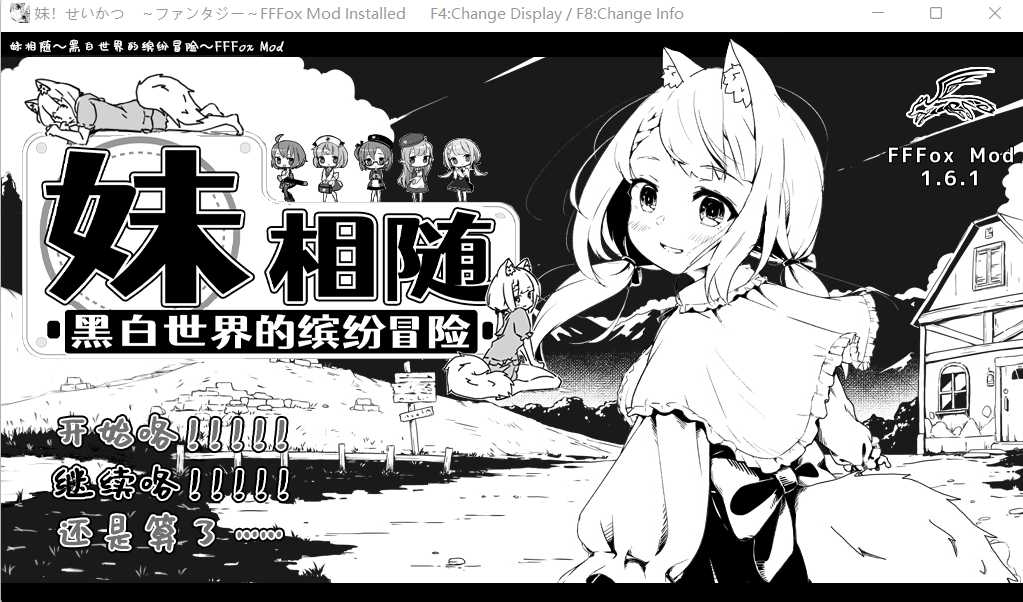 妹！せいかつ　~ファンタジー~FFFox Mod Installed　F4:Change Display / F8:Change Info
妹相随~黑白世界的缤纷冒险~FFFox Mod
FFFox Mod
1.6.1
妹相随
黑白世界的缤纷冒险
开始咯!!!!!
继续咯!!!!!
还是算了……